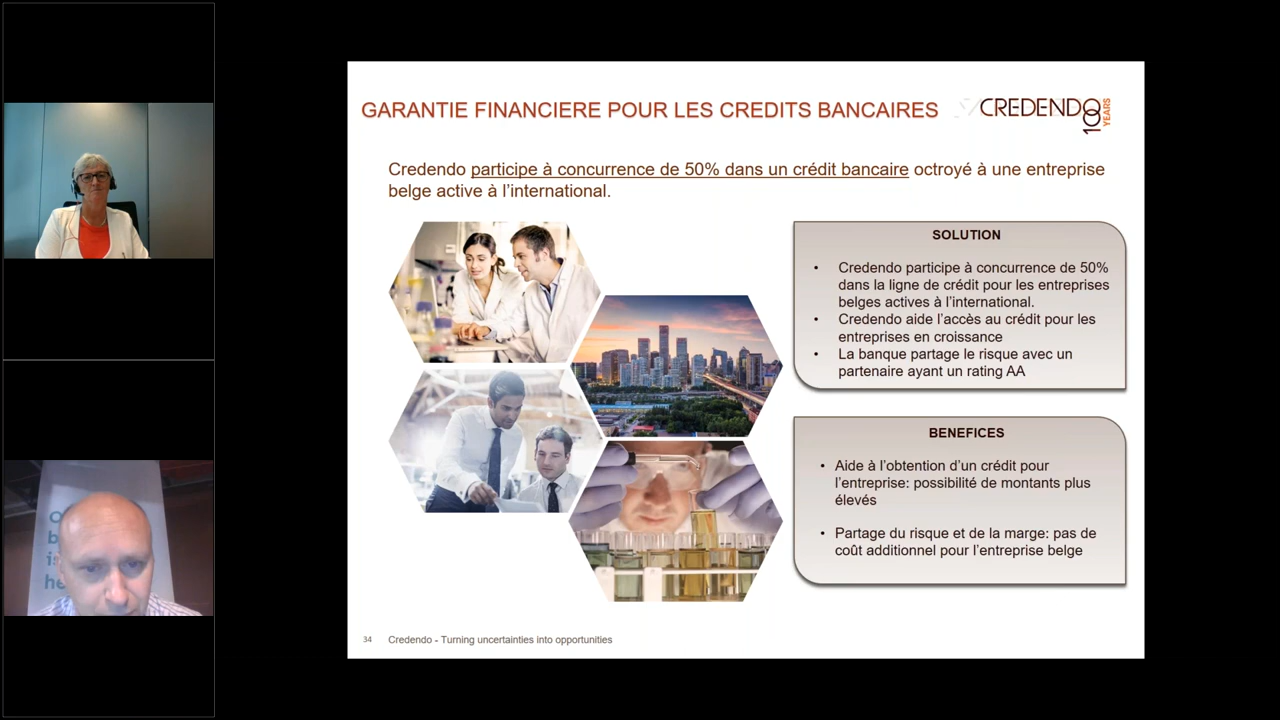 GARANTIE FINANCIERE POUR LES CREDITS BANCAIRES
CREDENDO
100 YEARS
Credendo participe à concurrence de 50% dans un crédit bancaire octroyé à une entreprise
belge active à l'international.
SOLUTION
• Credendo participe à concurrence de 50%
dans la ligne de crédit pour les entreprises
belges actives à l'international.
• Credendo aide l'accès au crédit pour les
entreprises en croissance
• La banque partage le risque avec un
partenaire ayant un rating AA
BENEFICES
• Aide à l'obtention d'un crédit pour
l'entreprise: possibilité de montants plus
élevés
• Partage du risque et de la marge: pas de
coût additionnel pour l'entreprise belge
34 Credendo - Turning uncertainties into opportunities